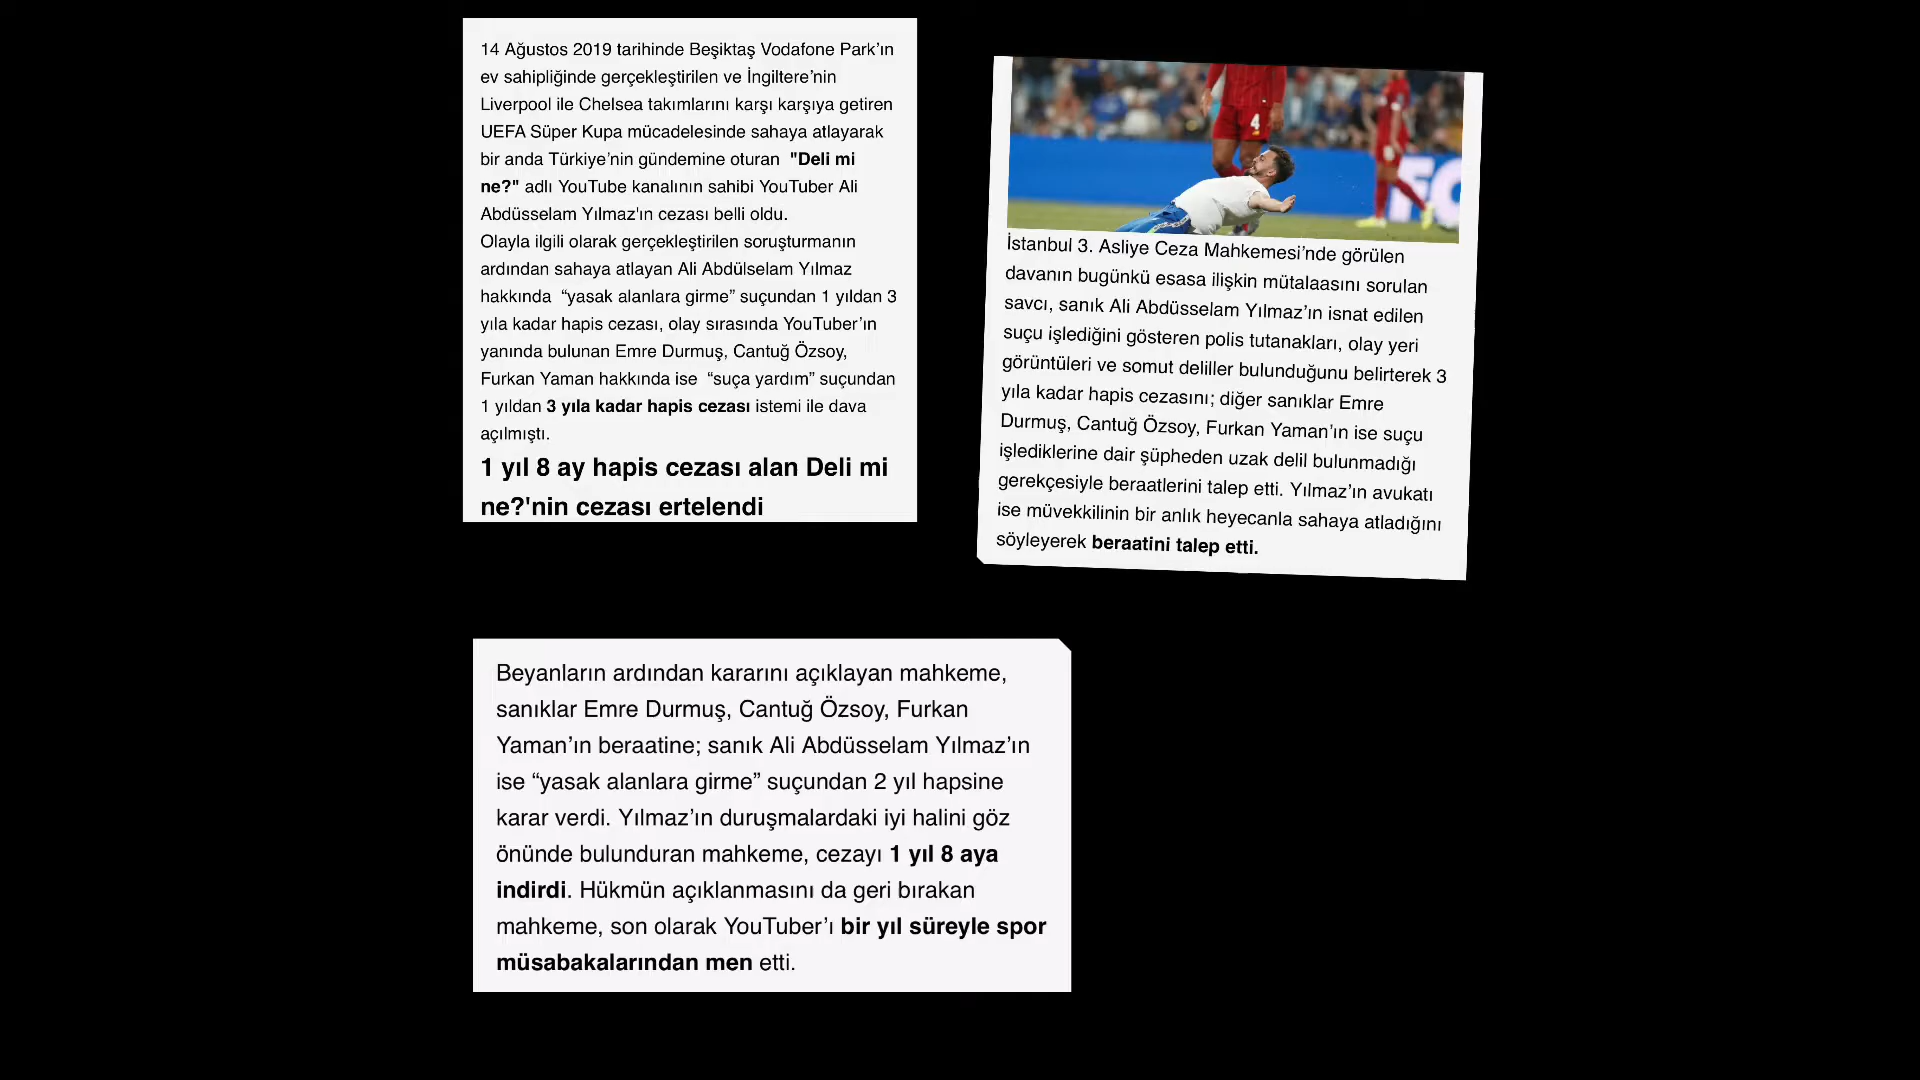 14 Ağustos 2019 tarihinde Beşiktaş Vodafone Park’ın
ev sahipliğinde gerçekleştirilen ve İngiltere’nin
Liverpool ile Chelsea takımlarını karşı karşıya getiren
UEFA Süper Kupa mücadelesinde sahaya atlayarak
bir anda Türkiye’nin gündemine oturan "Deli mi
ne?" adlı YouTube kanalının sahibi YouTuber Ali
Abdüsselam Yılmaz'ın cezası belli oldu.
Olayla ilgili olarak gerçekleştirilen soruşturmanın
ardından sahaya atlayan Ali Abdülselam Yılmaz
hakkında “yasak alanlara girme” suçundan 1 yıldan 3
yıla kadar hapis cezası, olay sırasında YouTuber’ın
yanında bulunan Emre Durmuş, Cantuğ Özsoy,
Furkan Yaman hakkında ise “suça yardım” suçundan
1 yıldan 3 yıla kadar hapis cezası istemi ile dava
açılmıştı.
1 yıl 8 ay hapis cezası alan Deli mi
ne?'nin cezası ertelendi
4
FC
İstanbul 3. Asliye Ceza Mahkemesi’nde görülen
davanın bugünkü esasa ilişkin mütalaasını sorulan
savcı, sanık Ali Abdüsselam Yılmaz’ın isnat edilen
suçu işlediğini gösteren polis tutanakları, olay yeri
görüntüleri ve somut deliller bulunduğunu belirterek 3
yıla kadar hapis cezasını; diğer sanıklar Emre
Durmuş, Cantuğ Özsoy, Furkan Yaman’ın ise suçu
işlediklerine dair şüpheden uzak delil bulunmadığı
gerekçesiyle beraatlerini talep etti. Yılmaz’ın avukatı
ise müvekkilinin bir anlık heyecanla sahaya atladığını
söyleyerek beraatini talep etti.
Beyanların ardından kararını açıklayan mahkeme,
sanıklar Emre Durmuş, Cantuğ Özsoy, Furkan
Yaman’ın beraatine; sanık Ali Abdüsselam Yılmaz’ın
ise “yasak alanlara girme” suçundan 2 yıl hapsine
karar verdi. Yılmaz’ın duruşmalardaki iyi halini göz
önünde bulunduran mahkeme, cezayı 1 yıl 8 aya
indirdi. Hükmün açıklanmasını da geri bırakan
mahkeme, son olarak YouTuber’ı bir yıl süreyle spor
müsabakalarından men etti.